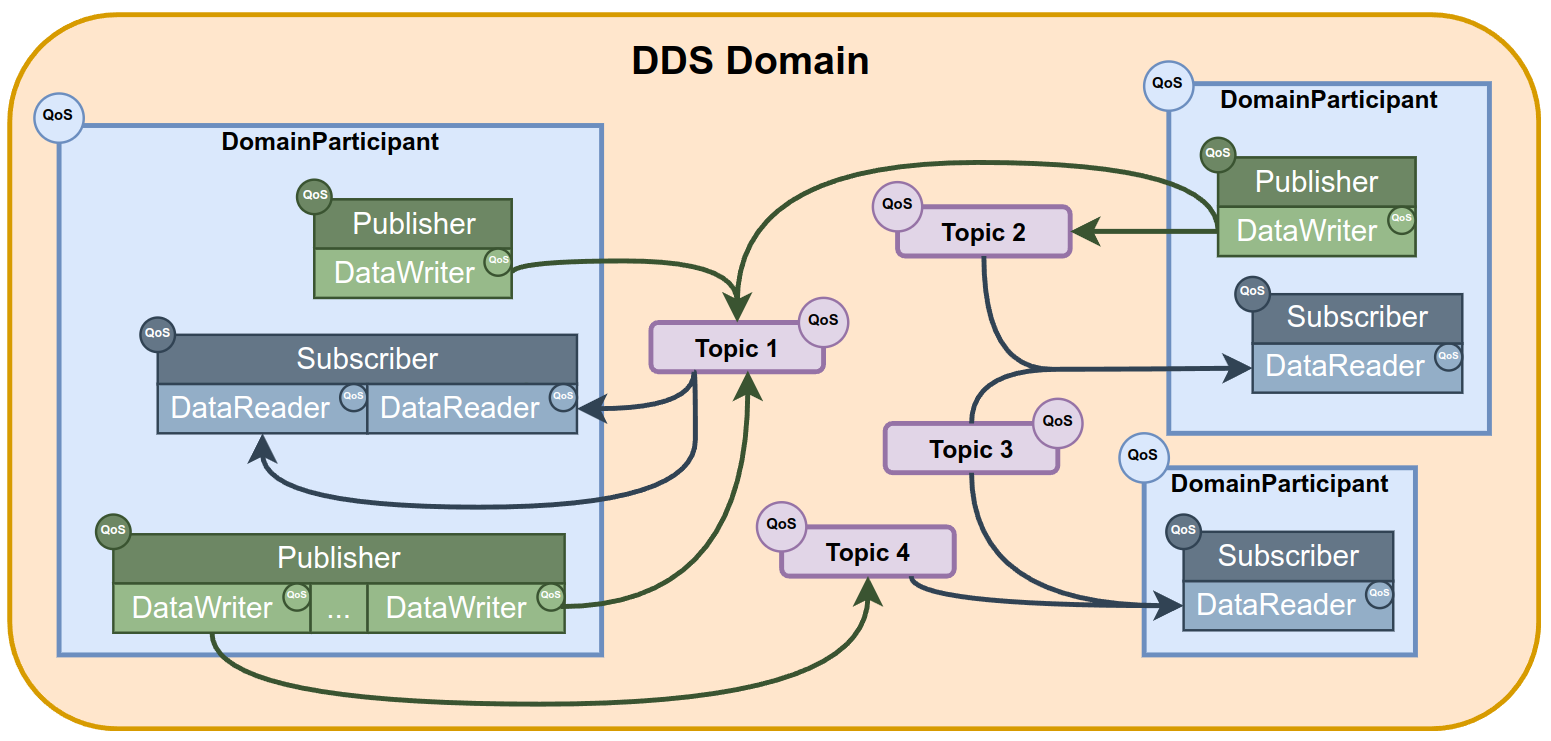 DDS Domain
QoS
DomainParticipant
QoS
Publisher
DataWriter
QoS
QoS
Subscriber
DataReader
QoS
DataReader
QoS
QoS
Publisher
DataWriter
QoS
...
DataWriter
QoS
Topic 1
QoS
QoS
Topic 2
Topic 3
QoS
QoS
Topic 4
QoS
DomainParticipant
QoS
Publisher
DataWriter
QoS
QoS
Subscriber
DataReader
QoS
QoS
DomainParticipant
QoS
Subscriber
DataReader
QoS